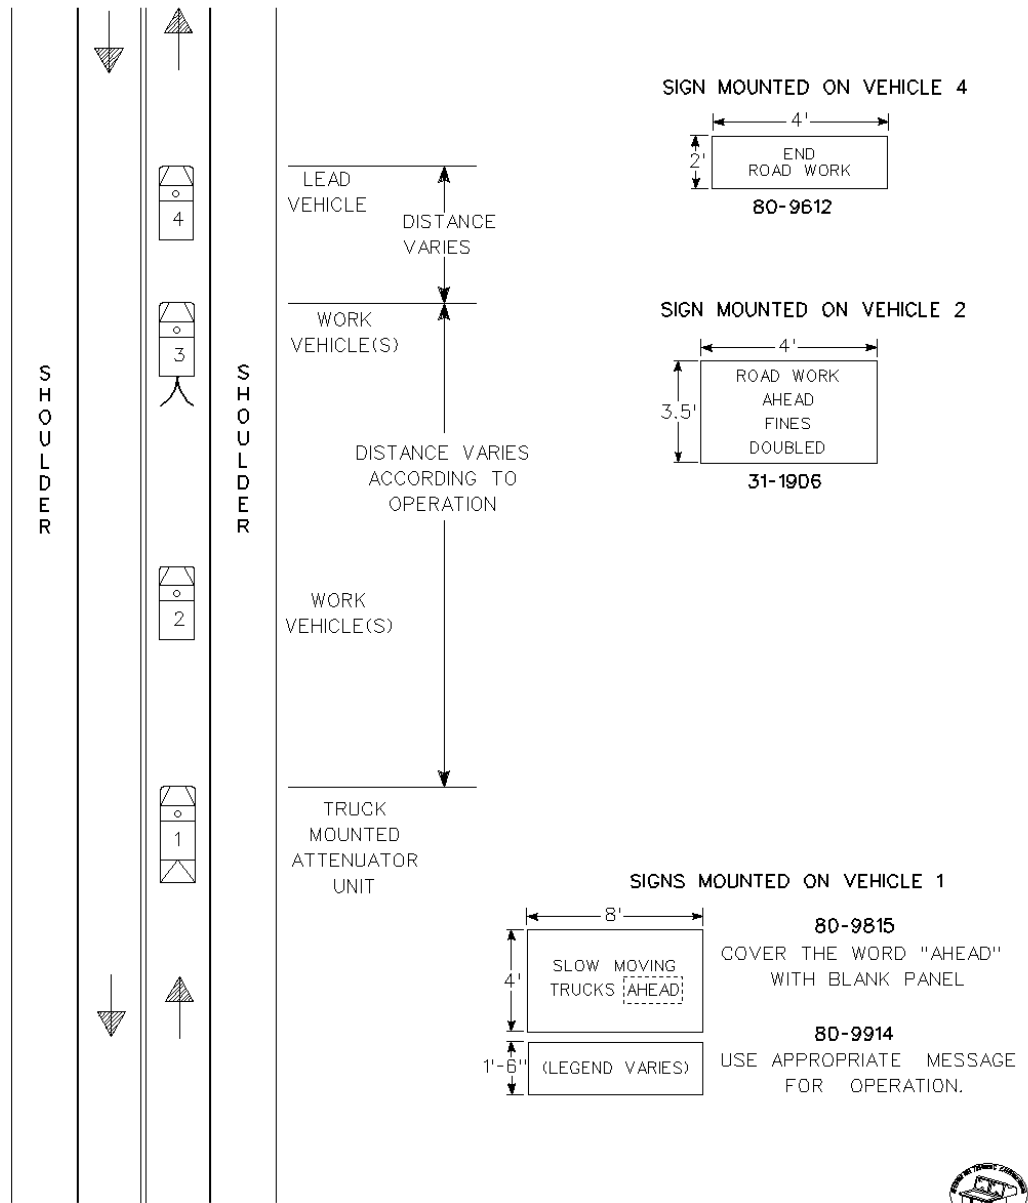 SIGN MOUNTED ON VEHICLE 4
4'
2'
END
ROAD WORK
80-9612
4
LEAD
VEHICLE
DISTANCE
VARIES
SIGN MOUNTED ON VEHICLE 2
4'
3.5'
ROAD WORK
AHEAD
FINES
DOUBLED
31-1906
3
WORK
VEHICLE(S)
SHOULDER
SHOULDER
DISTANCE VARIES
ACCORDING TO
OPERATION
2
WORK
VEHICLE(S)
1
TRUCK
MOUNTED
ATTENUATOR
UNIT
SIGNS MOUNTED ON VEHICLE 1
8'
4'
SLOW MOVING
TRUCKS AHEAD
80-9815
COVER THE WORD "AHEAD"
WITH BLANK PANEL
1'-6"
(LEGEND VARIES)
80-9914
USE APPROPRIATE MESSAGE
FOR OPERATION.